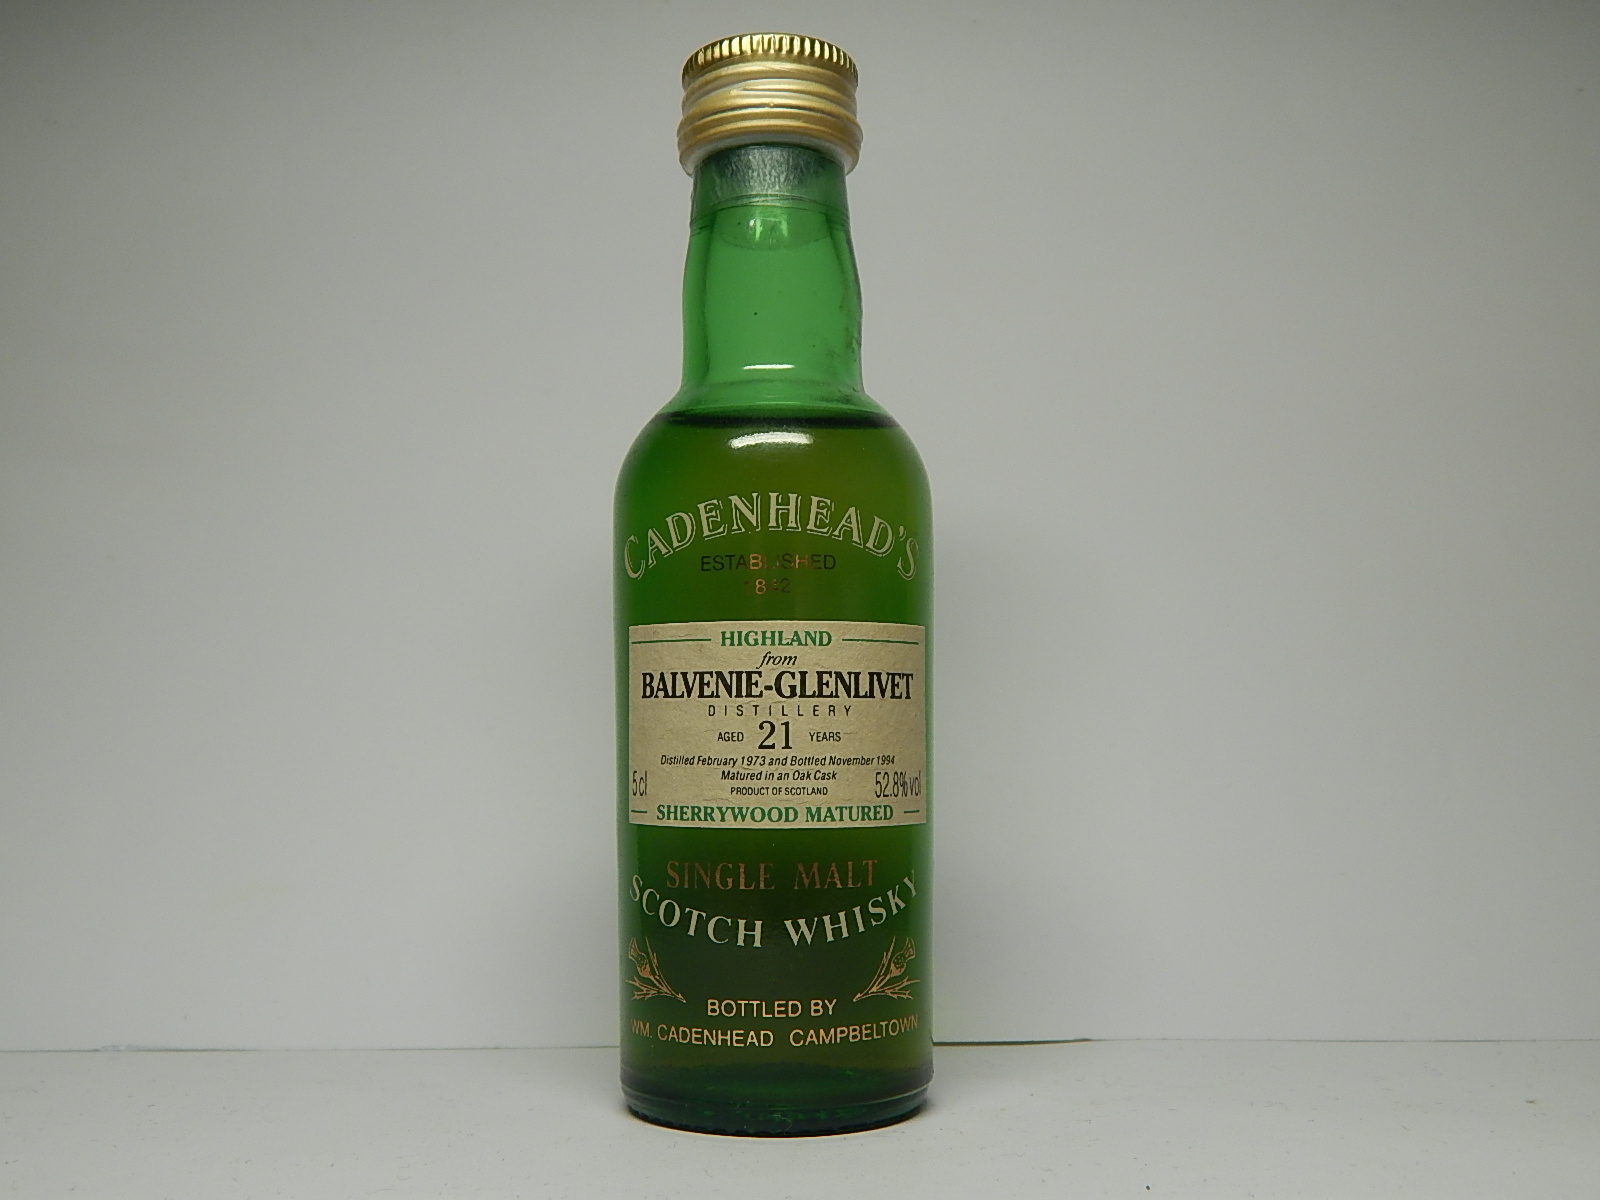 CADENHEAD'S
ESTABLISHED
1842
HIGHLAND
from
BALVENIE-GLENLIVET
DISTILLERY
AGED 21 YEARS
Distilled February 1973 and Bottled November 1994
Matured in an Oak Cask
5cl PRODUCT OF SCOTLAND 52.8%vol
SHERRYWOOD MATURED
SINGLE MALT
SCOTCH WHISKY
BOTTLED BY
WM. CADENHEAD CAMPBELTOWN